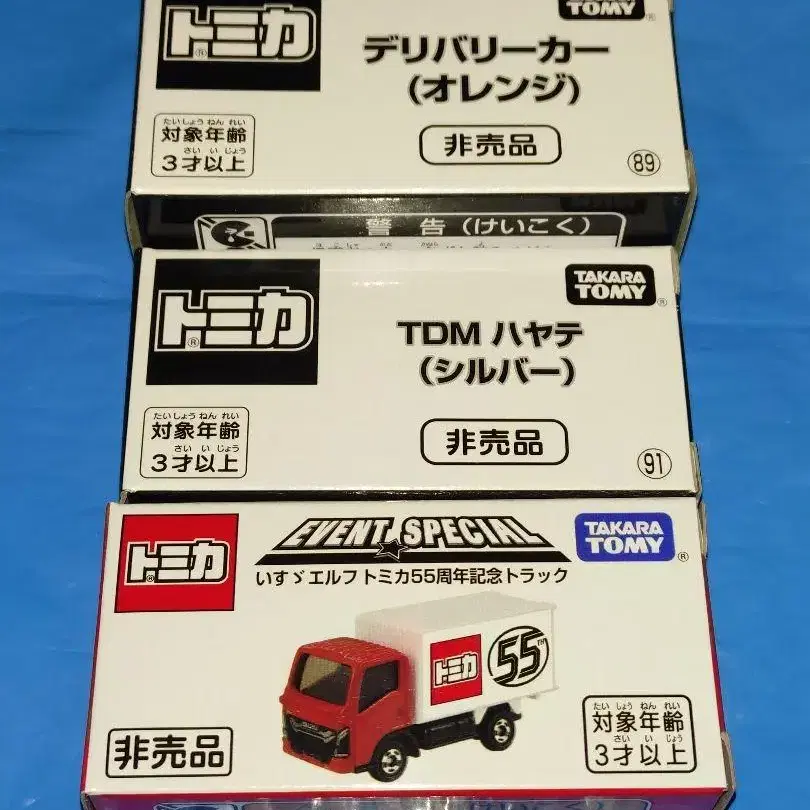 トミカ®
TAKARA
TOMY®
デリバリーカー
(オレンジ)
たいしょうねんれい
対象年齢
さいいじょう
3才以上
非売品
89
警告 (けいこく)
トミカ®
TAKARA
TOMY®
TDM ハヤテ
(シルバー)
たいしょうねんれい
対象年齢
さいいじょう
3才以上
非売品
91
トミカ®
EVENT SPECIAL
TAKARA
TOMY®
いすゞエルフ トミカ55周年記念トラック
トミカ
55TH
非売品
たいしょうねんれい
対象年齢
さいいじょう
3才以上